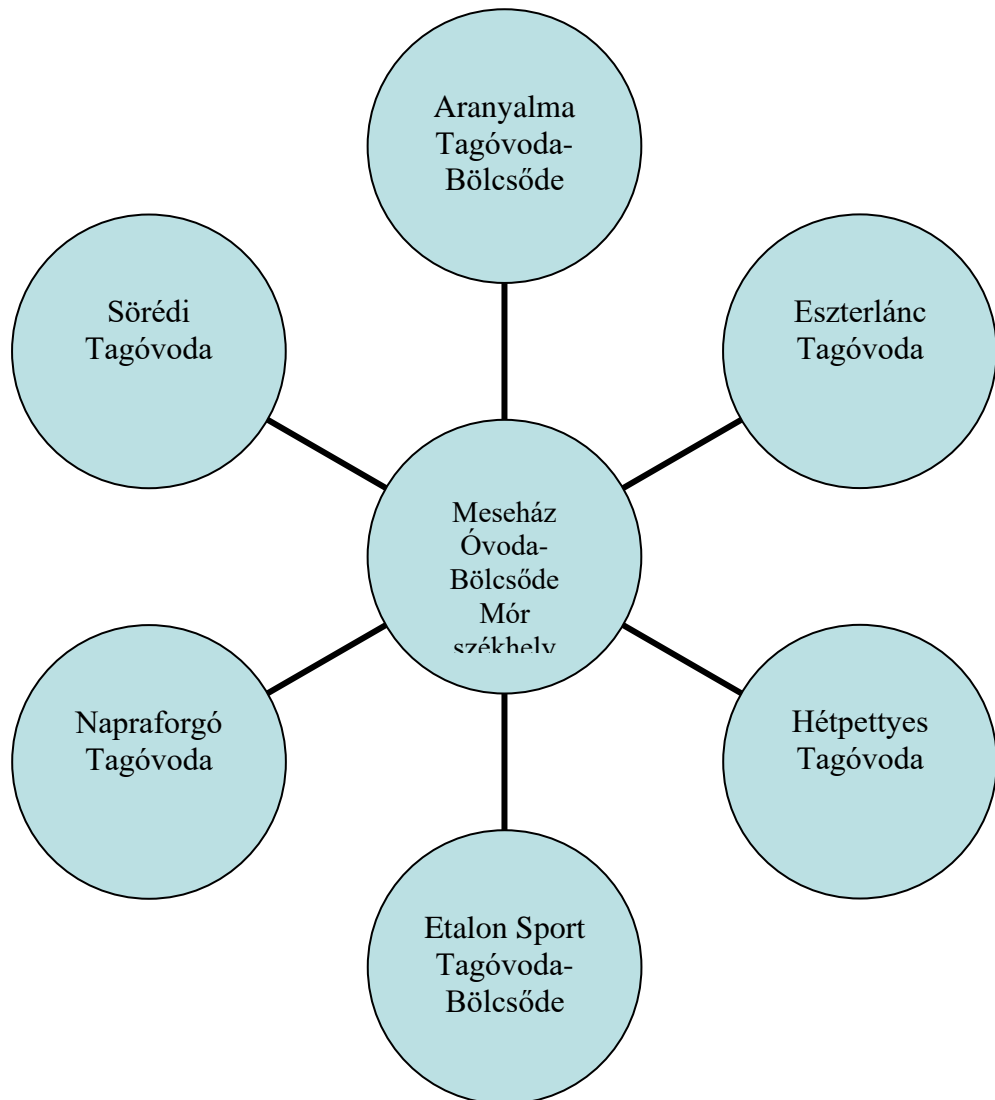 Aranyalma
Tagóvoda-
Bölcsőde
Sörédi
Tagóvoda
Eszterlánc
Tagóvoda
Meseház
Óvoda-
Bölcsőde
Mór
székhely
Napraforgó
Tagóvoda
Hétpettyes
Tagóvoda
Etalon Sport
Tagóvoda-
Bölcsőde